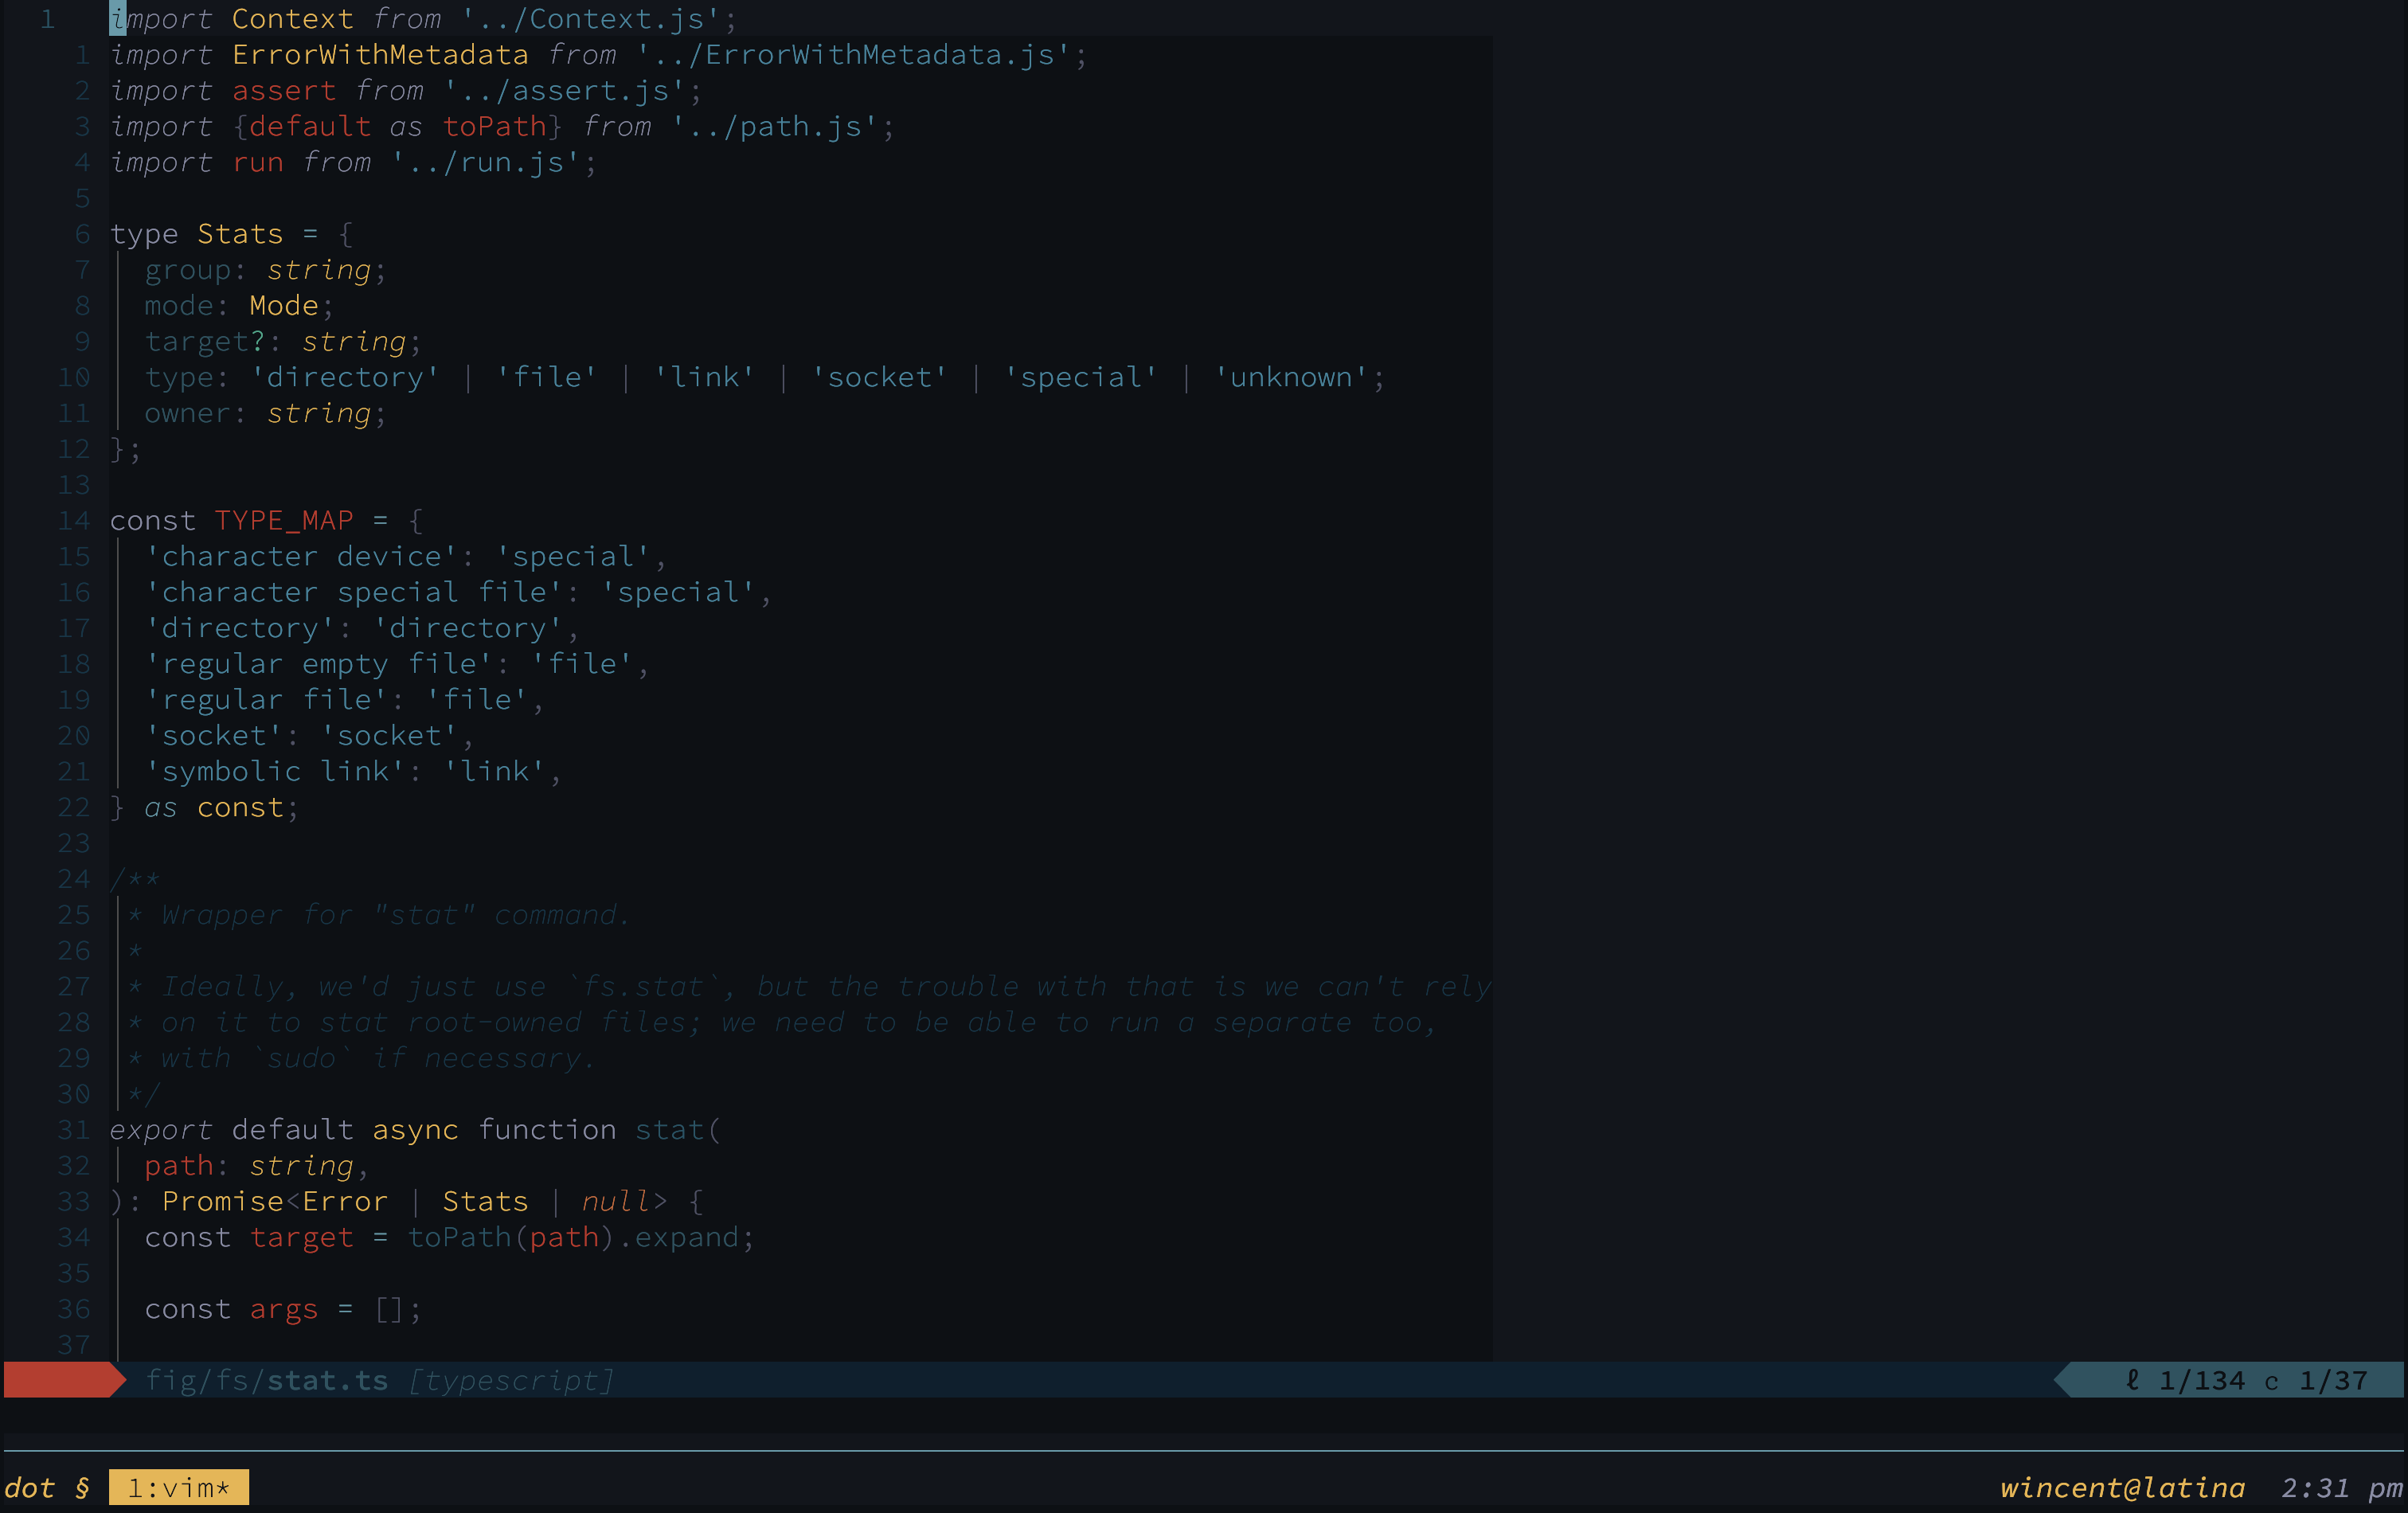 1 import Context from '../Context.js';
1 import ErrorWithMetadata from '../ErrorWithMetadata.js';
2 import assert from '../assert.js';
3 import {default as toPath} from '../path.js';
4 import run from '../run.js';
5
6 type Stats = {
7 group: string;
8 mode: Mode;
9 target?: string;
10 type: 'directory' | 'file' | 'link' | 'socket' | 'special' | 'unknown';
11 owner: string;
12 };
13
14 const TYPE_MAP = {
15 'character device': 'special',
16 'character special file': 'special',
17 'directory': 'directory',
18 'regular empty file': 'file',
19 'regular file': 'file',
20 'socket': 'socket',
21 'symbolic link': 'link',
22 } as const;
23
24 /**
25 * Wrapper for "stat" command.
26 *
27 * Ideally, we'd just use `fs.stat`, but the trouble with that is we can't rely
28 * on it to stat root-owned files; we need to be able to run a separate too,
29 * with `sudo` if necessary.
30 */
31 export default async function stat(
32 path: string,
33 ): Promise<Error | Stats | null> {
34 const target = toPath(path).expand;
35
36 const args = [];
37
fig/fs/stat.ts [typescript] ℓ 1/134 c 1/37
dot § 1:vim* wincent@latina 2:31 pm